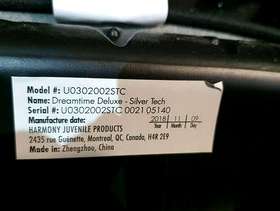 Model #: U0302002STC
Name: Dreamtime Deluxe - Silver Tech
Serial #: U0302002STC 0021 05140
Manufacture date: 2018 | 11 | 09
Year | Month | Day
HARMONY JUVENILE PRODUCTS
2435 rue Guénette, Montreal, QC, Canada, H4R 2E9
Made in: Zhengzhou, China